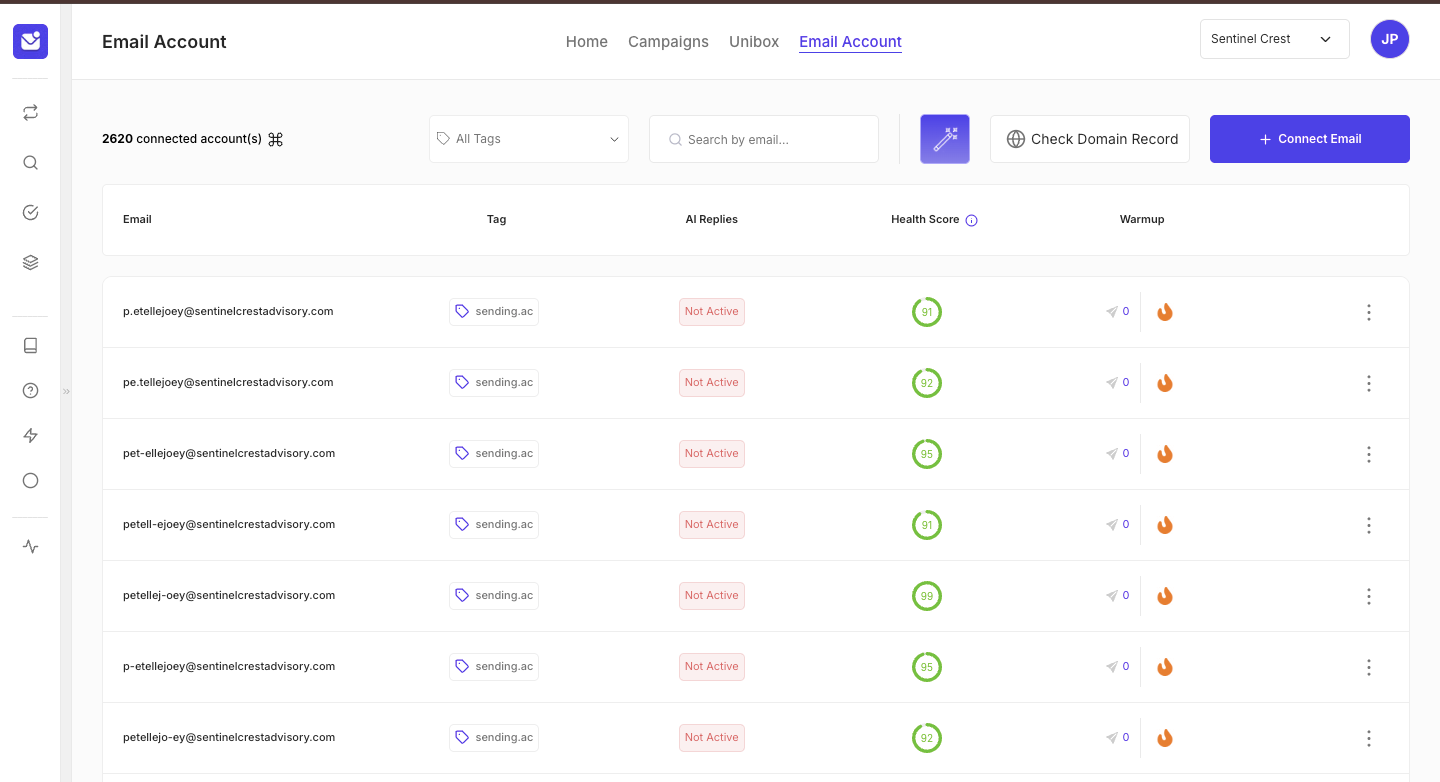 Email Account
Home
Campaigns
Unibox
Email Account
Sentinel Crest
JP
2620 connected account(s)
All Tags
Search by email...
Check Domain Record
Connect Email
Email
Tag
AI Replies
Health Score
Warmup
p.etellejoey@sentinelcrestadvisory.com
sending.ac
Not Active
91
0
pe.tellejoey@sentinelcrestadvisory.com
sending.ac
Not Active
92
0
»
pet-ellejoey@sentinelcrestadvisory.com
sending.ac
Not Active
95
0
petell-ejoey@sentinelcrestadvisory.com
sending.ac
Not Active
91
0
petellej-oey@sentinelcrestadvisory.com
sending.ac
Not Active
99
0
p-etellejoey@sentinelcrestadvisory.com
sending.ac
Not Active
95
0
petellejo-ey@sentinelcrestadvisory.com
sending.ac
Not Active
92
0